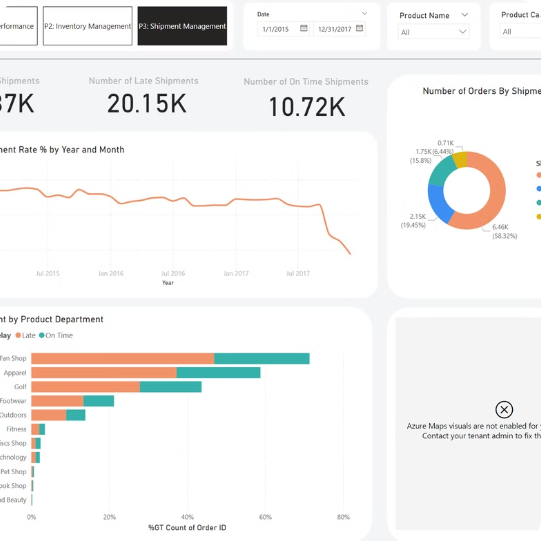 Date
Product Name
Product Ca
erformance
P2: Inventory Management
P3: Shipment Management
1/1/2015
12/31/2017
All
All
Shipments
Number of Late Shipments
Number of On Time Shipments
37K
20.15K
10.72K
Number of Orders By Shipme
ment Rate % by Year and Month
0.71K
(6.44%)
1.75K
(15.8%)
2.15K
(19.45%)
6.46K
(58.32%)
Jul 2015
Jan 2016
Jul 2016
Jan 2017
Jul 2017
Year
nt by Product Department
lay
Late
On Time
Fan Shop
Apparel
Golf
Footwear
Outdoors
Fitness
iscs Shop
chnology
Pet Shop
ook Shop
nd Beauty
0%
20%
40%
60%
80%
%GT Count of Order ID
Azure Maps visuals are not enabled for
Contact your tenant admin to fix th